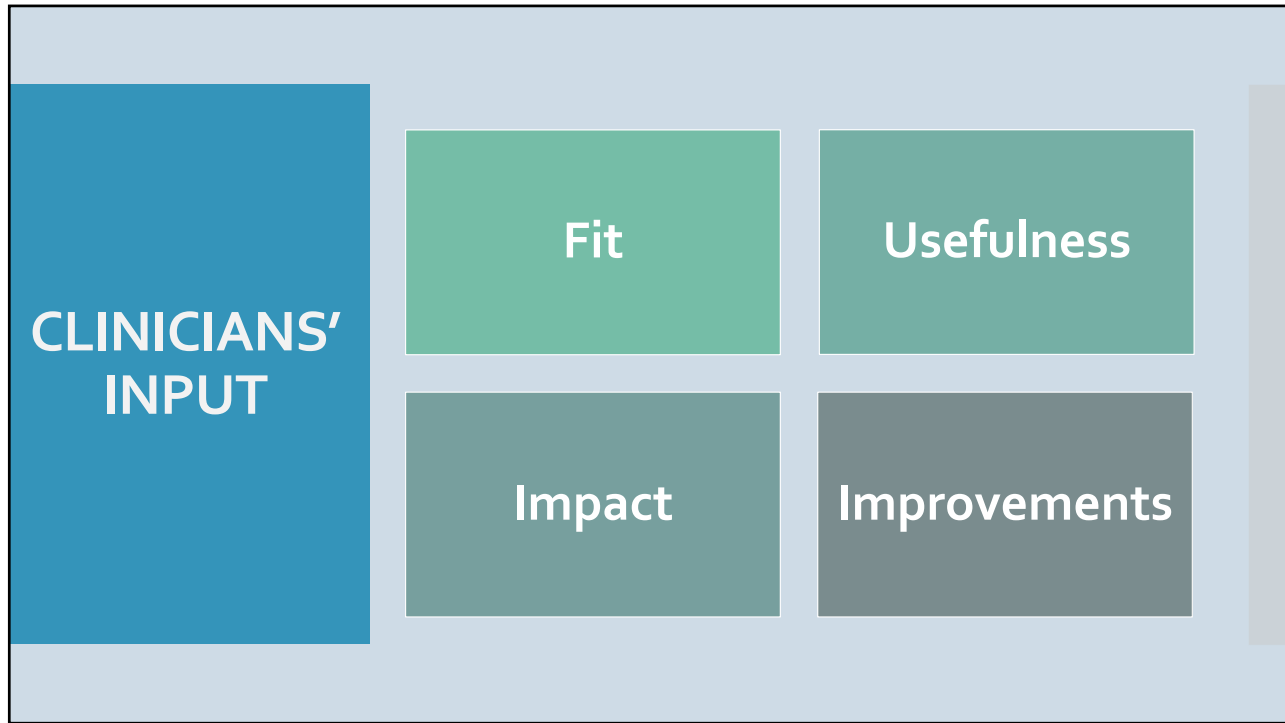 CLINICIANS’
INPUT
Fit
Usefulness
Impact
Improvements